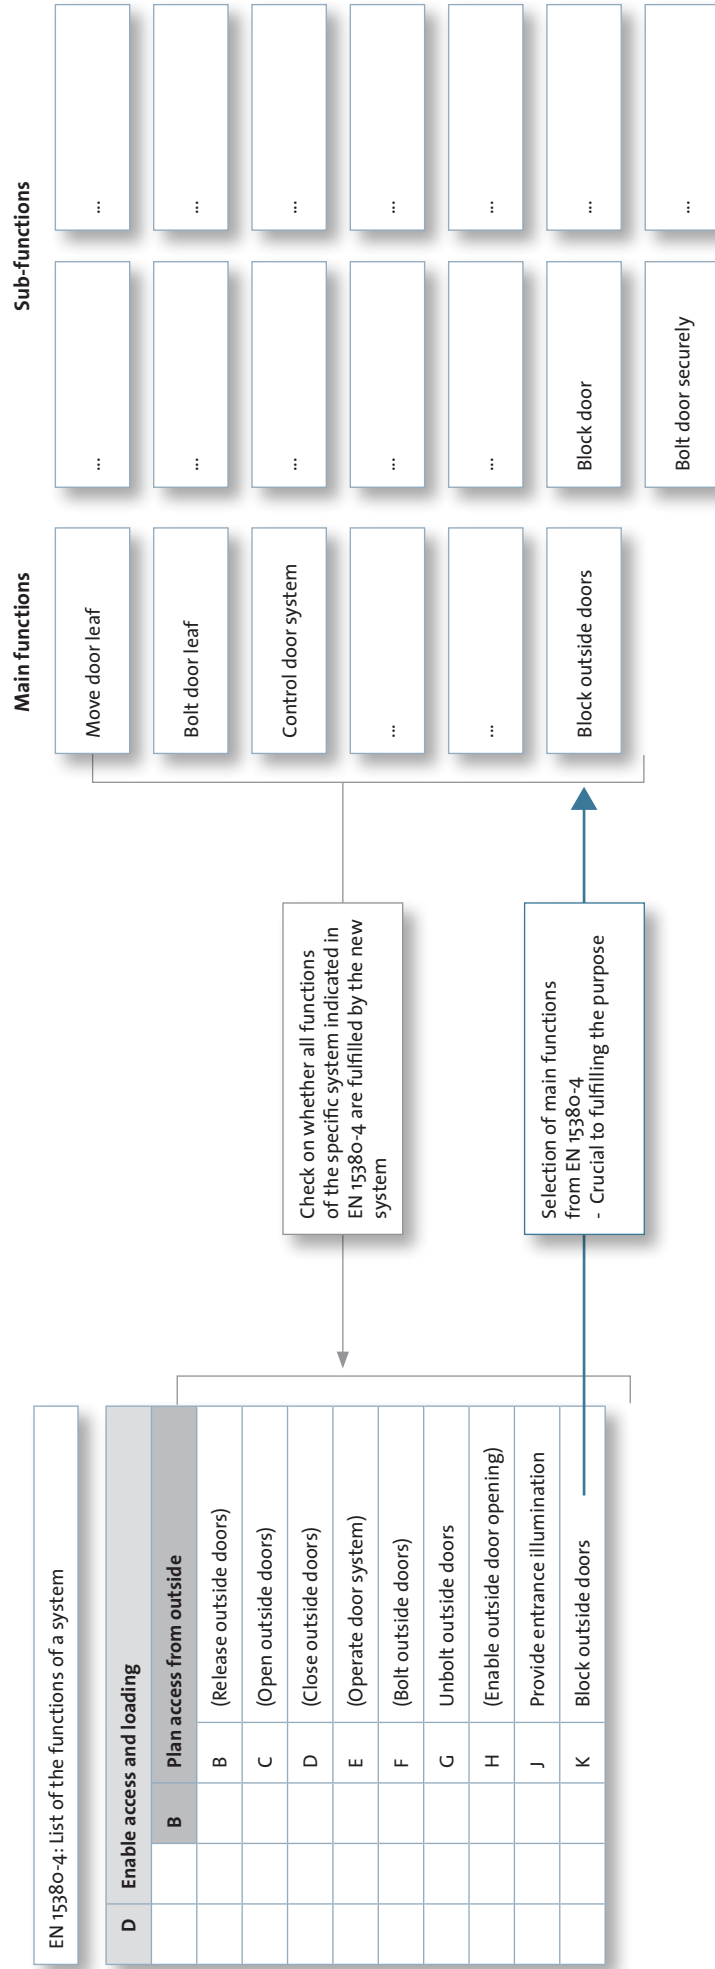 EN 15380-4: List of the functions of a system
D Enable access and loading
B Plan access from outside
B (Release outside doors)
C (Open outside doors)
D (Close outside doors)
E (Operate door system)
F (Bolt outside doors)
G Unbolt outside doors
H (Enable outside door opening)
J Provide entrance illumination
K Block outside doors
Check on whether all functions
of the specific system indicated in
EN 15380-4 are fulfilled by the new
system
Selection of main functions
from EN 15380-4
- Crucial to fulfilling the purpose
Main functions
Move door leaf
Bolt door leaf
Control door system
...
...
Block outside doors
Sub-functions
...
...
...
...
...
Block door
Bolt door securely
...
...
...
...
...
...
...